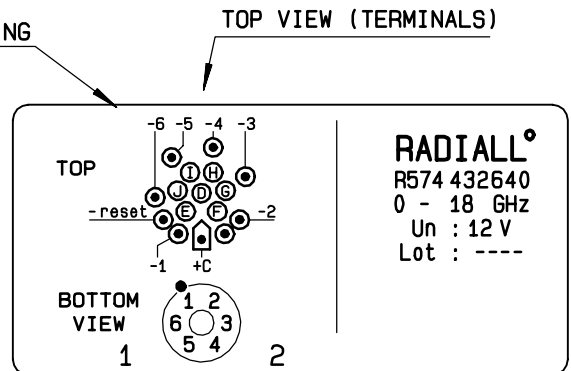 NG
TOP VIEW (TERMINALS)
-6 -5 -4 -3
TOP
I H
J D G
E F
-reset
-2
-1 +C
BOTTOM
VIEW
1 2
6 3
5 4
1 2
RADIALL°
R574 432640
0 - 18 GHz
Un : 12 V
Lot : ----